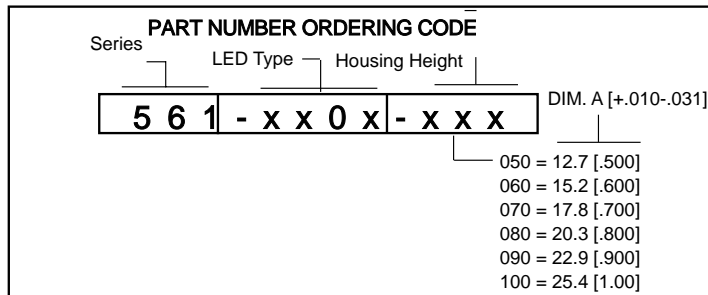 PART NUMBER ORDERING CODE
Series
LED Type
Housing Height
DIM. A [+.010-.031]
5 6 1 - x x 0 x - x x x
050 = 12.7 [.500]
060 = 15.2 [.600]
070 = 17.8 [.700]
080 = 20.3 [.800]
090 = 22.9 [.900]
100 = 25.4 [1.00]